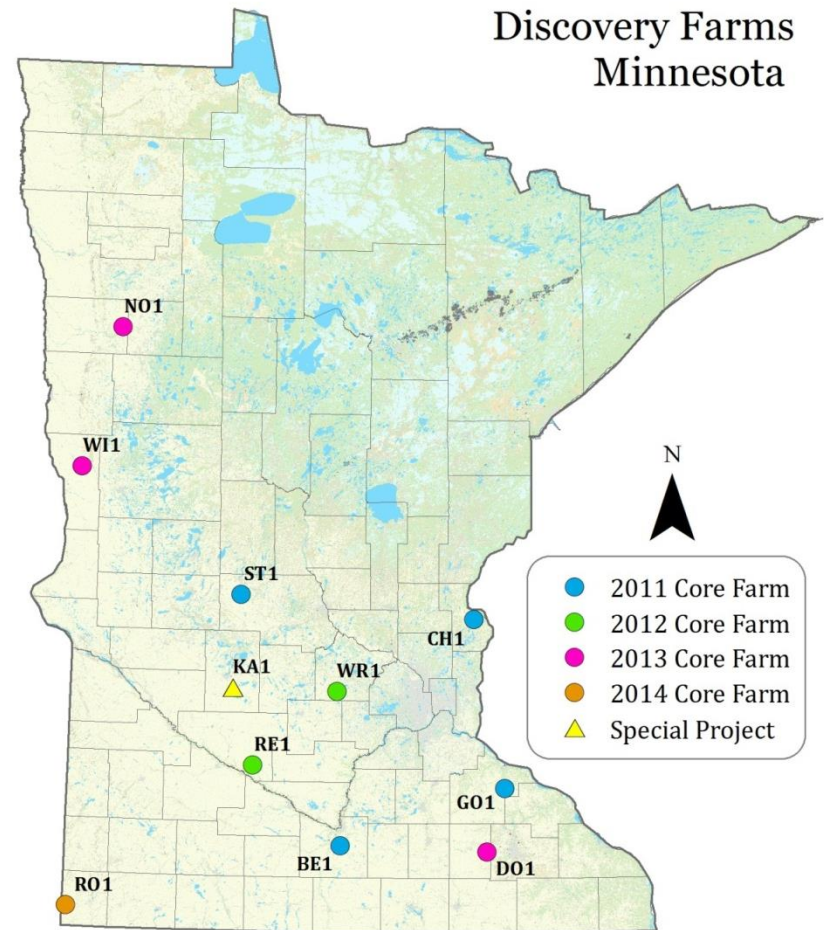 Discovery Farms
Minnesota
NO1
WI1
N
ST1
CH1
KA1
WR1
RE1
GO1
BE1
DO1
RO1
2011 Core Farm
2012 Core Farm
2013 Core Farm
2014 Core Farm
Special Project